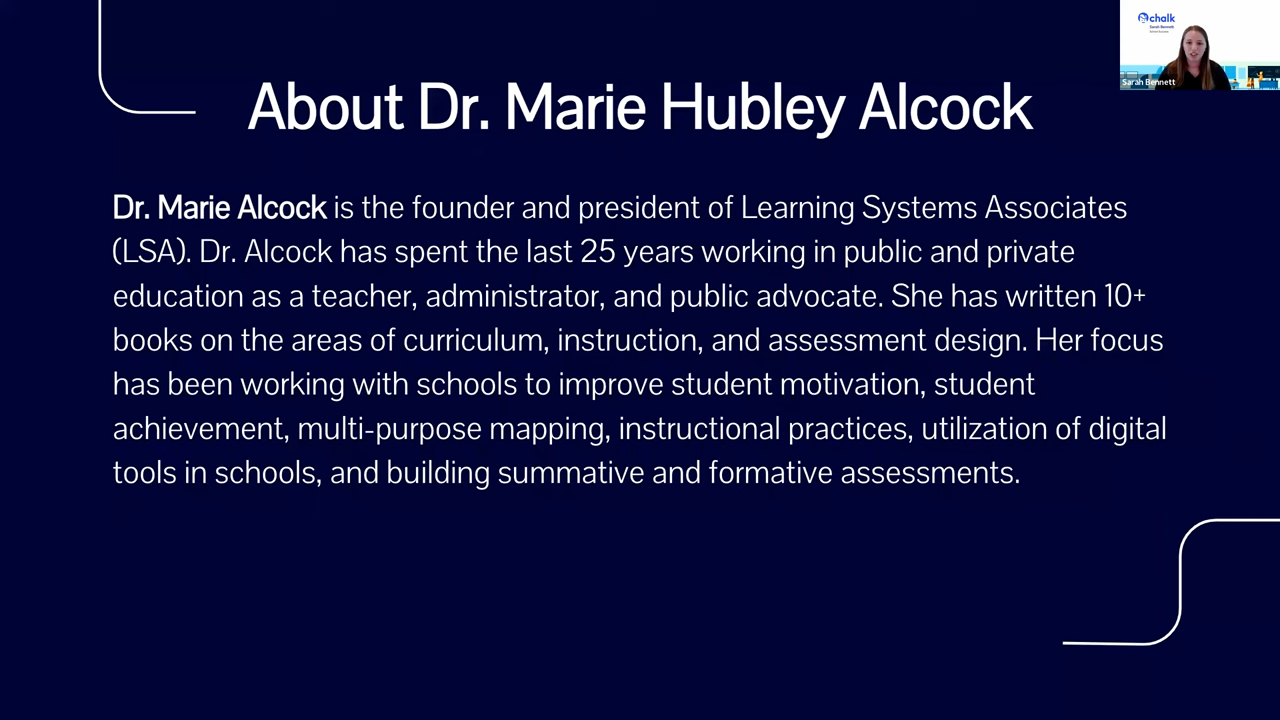 chalk
Sarah Bennett
Sarah Bennett
About Dr. Marie Hubley Alcock
Dr. Marie Alcock is the founder and president of Learning Systems Associates
(LSA). Dr. Alcock has spent the last 25 years working in public and private
education as a teacher, administrator, and public advocate. She has written 10+
books on the areas of curriculum, instruction, and assessment design. Her focus
has been working with schools to improve student motivation, student
achievement, multi-purpose mapping, instructional practices, utilization of digital
tools in schools, and building summative and formative assessments.